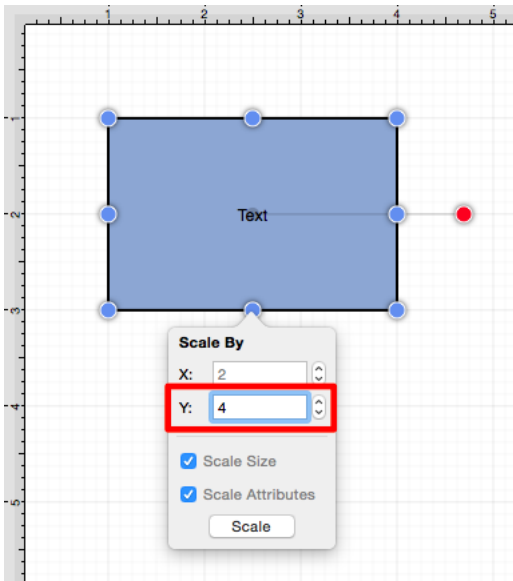 1 2 3 4 5
1
2
3
4
5
Text
Scale By
X: 2
Y: 4
Scale Size
Scale Attributes
Scale